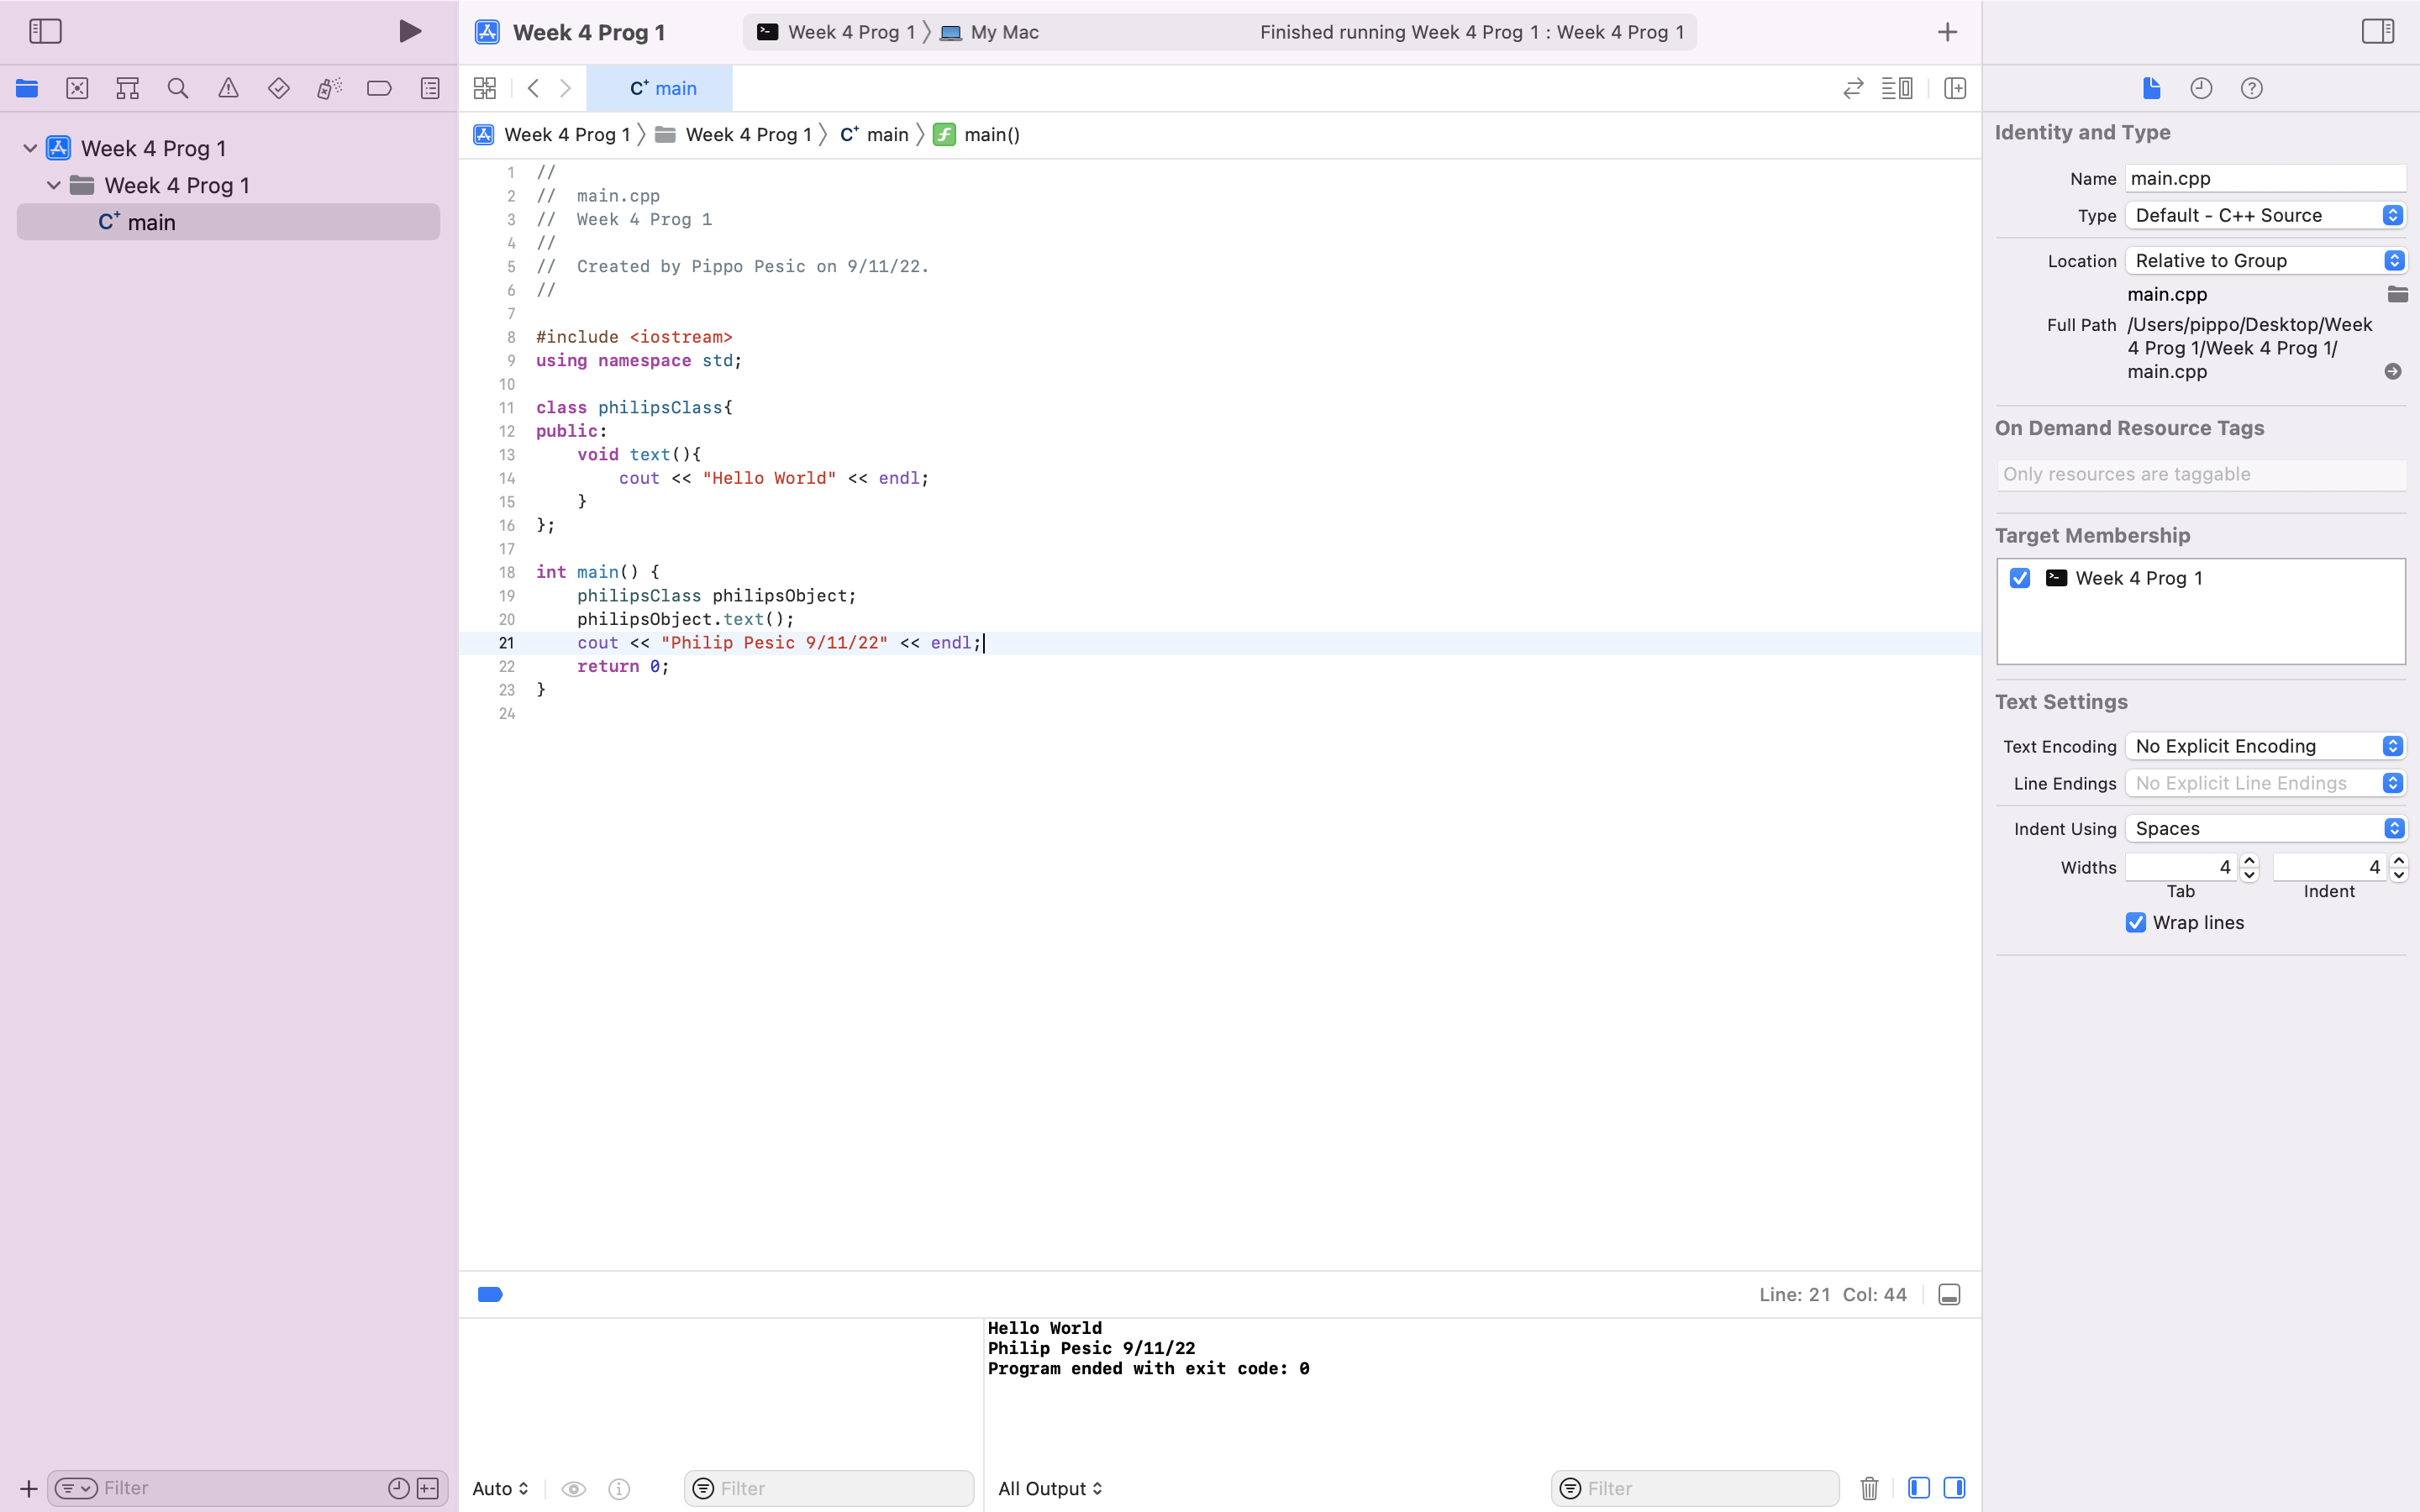 Week 4 Prog 1
Week 4 Prog 1 My Mac Finished running Week 4 Prog 1 : Week 4 Prog 1
C+ main
Week 4 Prog 1 Week 4 Prog 1 C+ main main()
Week 4 Prog 1
Week 4 Prog 1
C+ main
1 //
2 //  main.cpp
3 //  Week 4 Prog 1
4 //
5 //  Created by Pippo Pesic on 9/11/22.
6 //
7
8 #include <iostream>
9 using namespace std;
10
11 class philipsClass{
12 public:
13     void text(){
14         cout << "Hello World" << endl;
15     }
16 };
17
18 int main() {
19     philipsClass philipsObject;
20     philipsObject.text();
21     cout << "Philip Pesic 9/11/22" << endl;
22     return 0;
23 }
24
Line: 21 Col: 44
Hello World
Philip Pesic 9/11/22
Program ended with exit code: 0
Filter
Auto
Filter
All Output
Filter
Identity and Type
Name main.cpp
Type Default - C++ Source
Location Relative to Group
main.cpp
Full Path /Users/pippo/Desktop/Week
4 Prog 1/Week 4 Prog 1/
main.cpp
On Demand Resource Tags
Only resources are taggable
Target Membership
Week 4 Prog 1
Text Settings
Text Encoding No Explicit Encoding
Line Endings No Explicit Line Endings
Indent Using Spaces
Widths 4 4
Tab Indent
Wrap lines